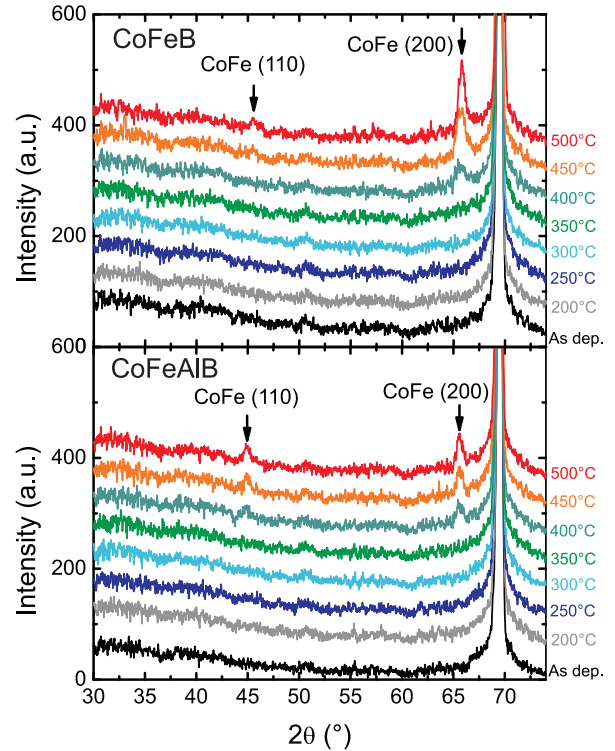 600
CoFeB
CoFe (200)
CoFe (110)
400
500°C
450°C
400°C
350°C
200
300°C
250°C
200°C
As dep.
Intensity (a.u.)
600
CoFeAlB
CoFe (110)
CoFe (200)
400
500°C
450°C
400°C
350°C
200
300°C
250°C
200°C
As dep.
0
Intensity (a.u.)
30 35 40 45 50 55 60 65 70
2θ (°)